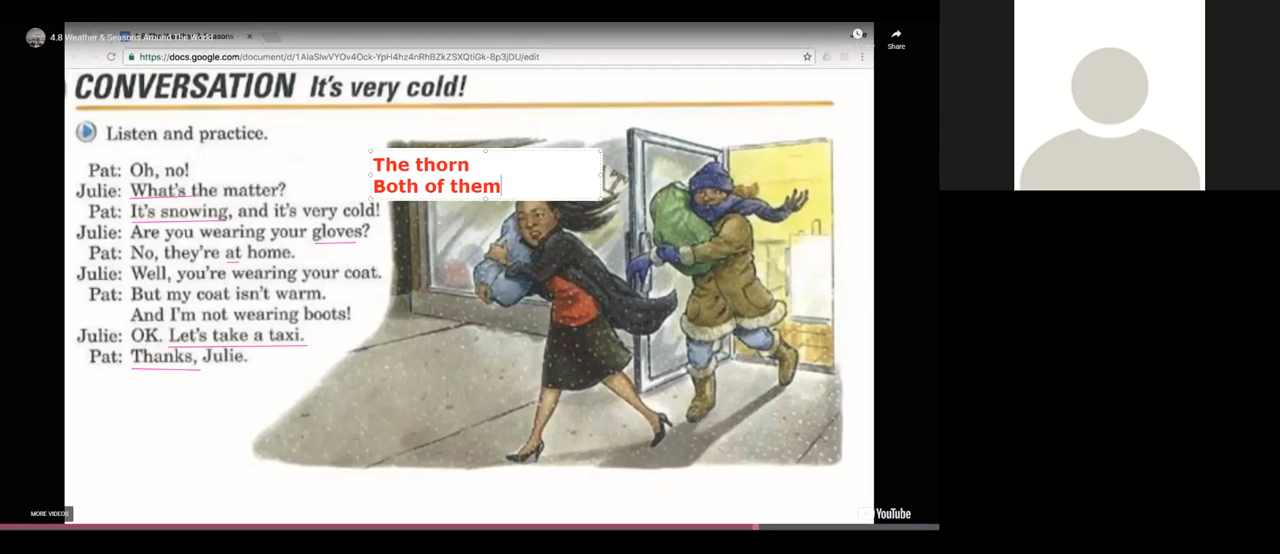 4.8 Weather & Seasons Around The World
Share
https://docs.google.com/document/d/1AlaSlwVYOv4Ock-YpH4hz4nRhBZkZSXQtiGk-8p3jDU/edit
CONVERSATION It's very cold!
Listen and practice.
The thorn
Both of them
Pat: Oh, no!
Julie: What's the matter?
Pat: It's snowing, and it's very cold!
Julie: Are you wearing your gloves?
Pat: No, they're at home.
Julie: Well, you're wearing your coat.
Pat: But my coat isn't warm.
And I'm not wearing boots!
Julie: OK. Let's take a taxi.
Pat: Thanks, Julie.
MORE VIDEOS
YouTube